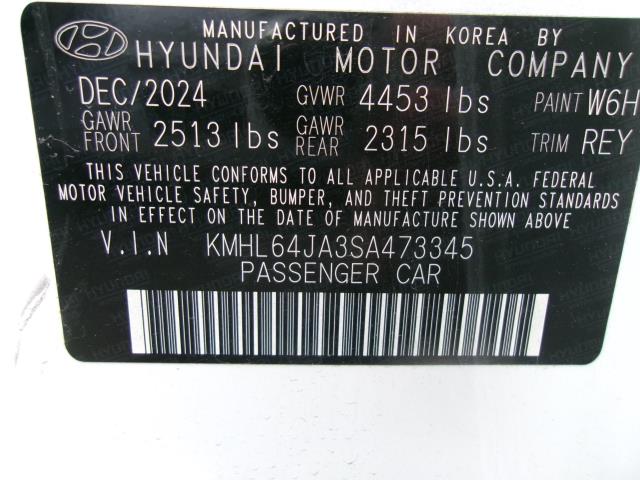 MANUFACTURED IN KOREA BY
HYUNDAI MOTOR COMPANY
DEC/2024 GVWR 4453 lbs PAINT W6H
GAWR FRONT 2513 lbs GAWR REAR 2315 lbs TRIM REY
THIS VEHICLE CONFORMS TO ALL APPLICABLE U.S.A. FEDERAL
MOTOR VEHICLE SAFETY, BUMPER, AND THEFT PREVENTION STANDARDS
IN EFFECT ON THE DATE OF MANUFACTURE SHOWN ABOVE
V.I.N KMHL64JA3SA473345
PASSENGER CAR